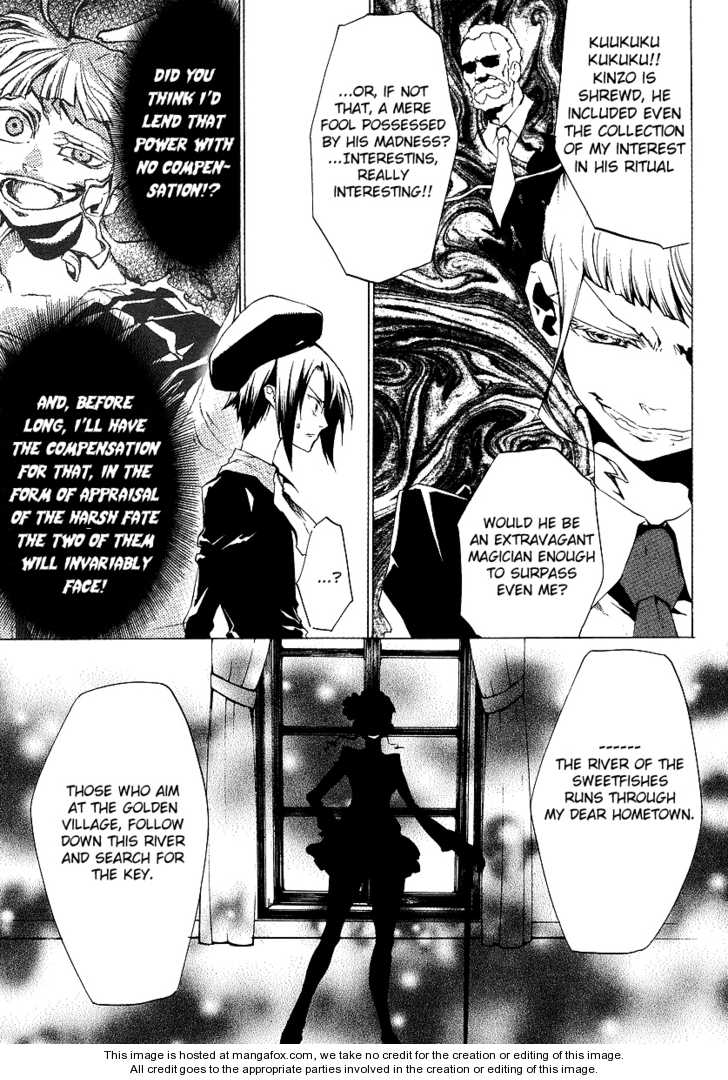 KUUKUKU
KUKUKU!!
KINZO IS
SHREWD, HE
INCLUDED EVEN
THE COLLECTION
OF MY INTEREST
IN HIS RITUAL
...OR, IF NOT
THAT, A MERE
FOOL POSSESSED
BY HIS MADNESS?
...INTERESTINS,
REALLY
INTERESTING!!
WOULD HE BE
AN EXTRAVAGANT
MAGICIAN ENOUGH
TO SURPASS
EVEN ME?
DID YOU
THINK I'D
LEND THAT
POWER WITH
NO COMPEN-
SATION!?
...?
AND, BEFORE
LONG, I'LL HAVE
THE COMPENSATION
FOR THAT, IN THE
FORM OF APPRAISAL
OF THE HARSH FATE
THE TWO OF THEM
WILL INVARIABLY
FACE!
------
THE RIVER OF THE
SWEETFISHES
RUNS THROUGH
MY DEAR HOMETOWN.
THOSE WHO AIM
AT THE GOLDEN
VILLAGE, FOLLOW
DOWN THIS RIVER
AND SEARCH FOR
THE KEY.
This image is hosted at mangafox.com, we take no credit for the creation or editing of this image.
All credit goes to the appropriate parties involved in the creation or editing of this image.